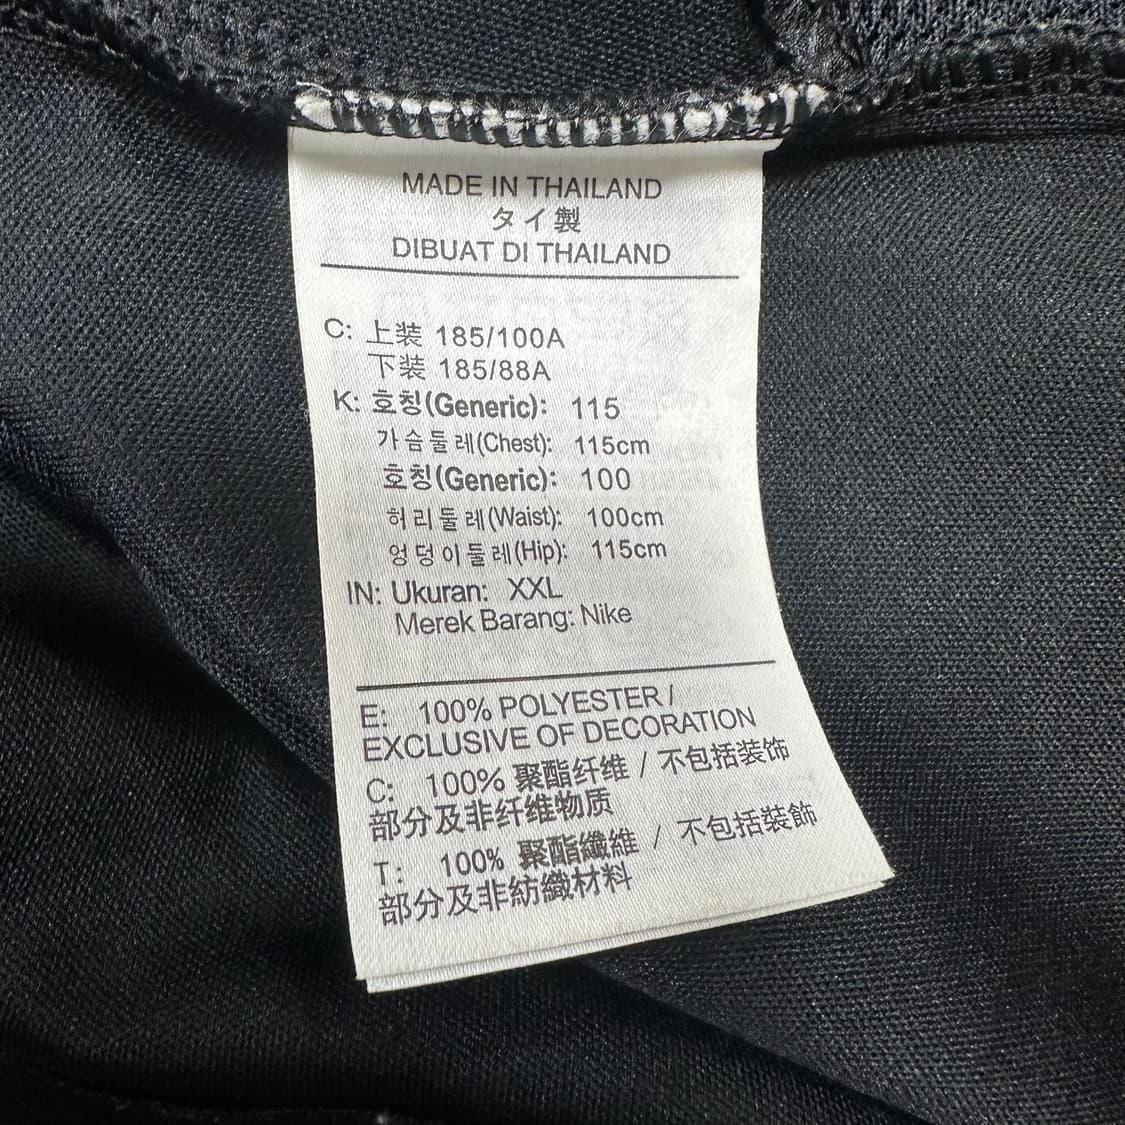 MADE IN THAILAND
タイ製
DIBUAT DI THAILAND
C: 上装 185/100A
下装 185/88A
K: 호칭(Generic): 115
가슴둘레(Chest): 115cm
호칭(Generic): 100
허리둘레(Waist): 100cm
엉덩이둘레(Hip): 115cm
IN: Ukuran: XXL
Merek Barang: Nike
E: 100% POLYESTER /
EXCLUSIVE OF DECORATION
C: 100% 聚酯纤维 / 不包括装饰
部分及非纤维物质
T: 100% 聚酯纖維 / 不包括裝飾
部分及非紡織材料